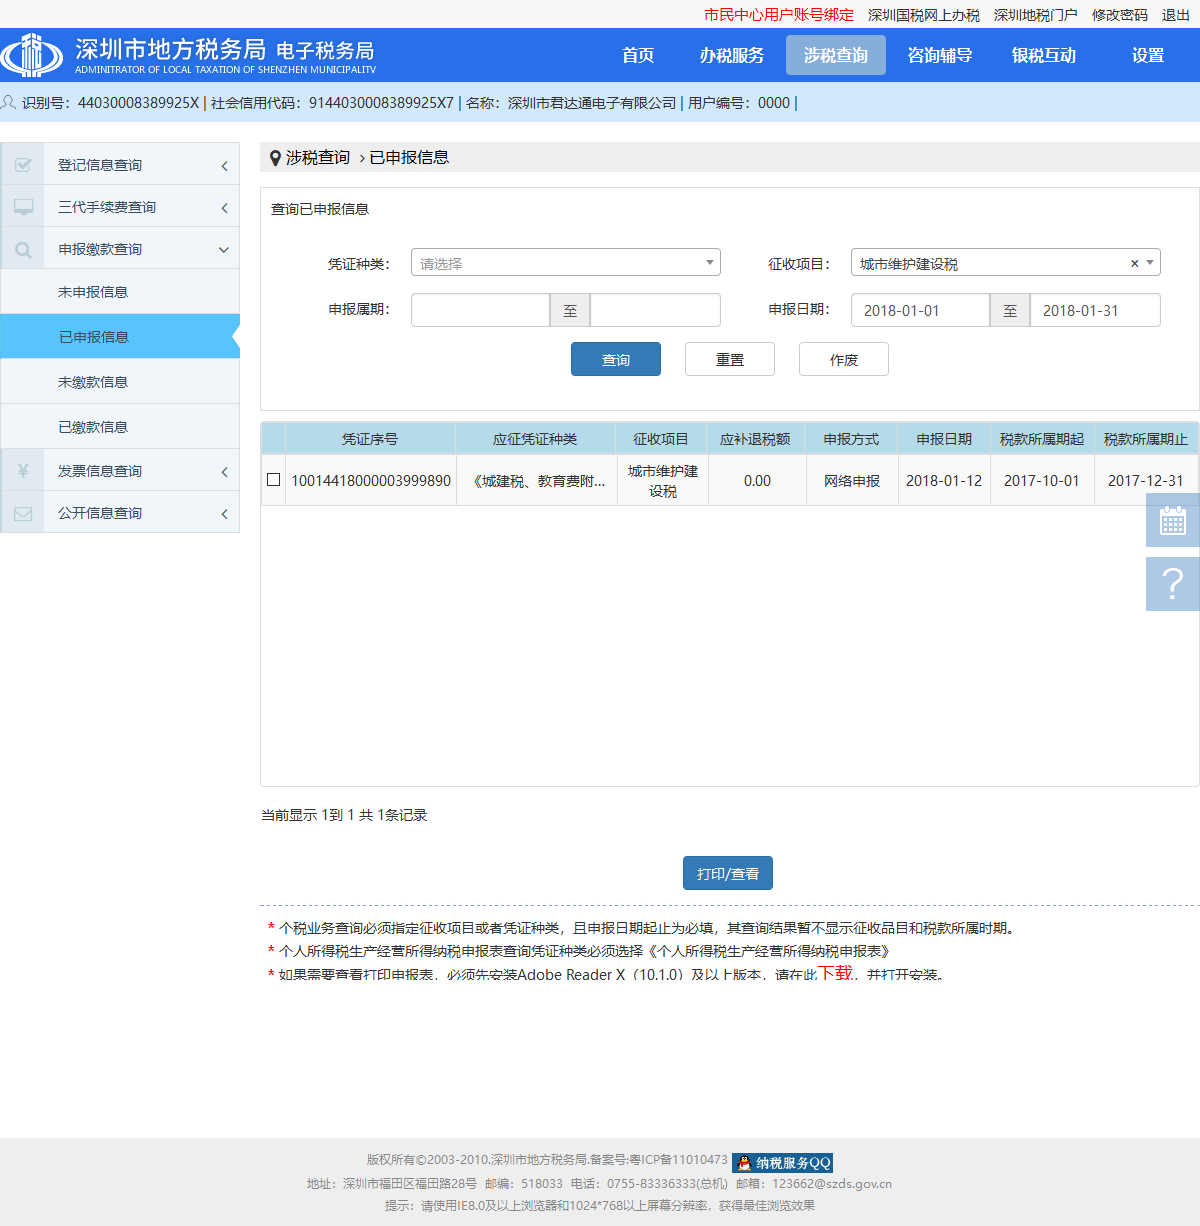 市民中心用户账号绑定 深圳国税网上办税 深圳地税门户 修改密码 退出
深圳市地方税务局 电子税务局
ADMINITRATOR OF LOCAL TAXATION OF SHENZHEN MUNICIPALITV
首页 办税服务 涉税查询 咨询辅导 银税互动 设置
识别号：44030008389925X | 社会信用代码：9144030008389925X7 | 名称：深圳市君达通电子有限公司 | 用户编号：0000 |
登记信息查询
三代手续费查询
申报缴款查询
未申报信息
已申报信息
未缴款信息
已缴款信息
¥ 发票信息查询
公开信息查询
涉税查询 › 已申报信息
查询已申报信息
凭证种类： 请选择 征收项目： 城市维护建设税 ×
申报属期： 至 申报日期： 2018-01-01 至 2018-01-31
查询 重置 作废
凭证序号 应征凭证种类 征收项目 应补退税额 申报方式 申报日期 税款所属期起 税款所属期止
10014418000003999890 《城建税、教育费附... 城市维护建设税 0.00 网络申报 2018-01-12 2017-10-01 2017-12-31
?
当前显示 1到 1 共 1条记录
打印/查看
* 个税业务查询必须指定征收项目或者凭证种类，且申报日期起止为必填，其查询结果暂不显示征收品目和税款所属时期。
* 个人所得税生产经营所得纳税申报表查询凭证种类必须选择《个人所得税生产经营所得纳税申报表》
* 如果需要查看打印申报表，必须先安装Adobe Reader X（10.1.0）及以上版本，请在此下载，并打开安装。
版权所有©2003-2010.深圳市地方税务局.备案号:粤ICP备11010473 纳税服务QQ
地址：深圳市福田区福田路28号 邮编：518033 电话：0755-83336333(总机) 邮箱：123662@szds.gov.cn
提示：请使用IE8.0及以上浏览器和1024*768以上屏幕分辨率，获得最佳浏览效果